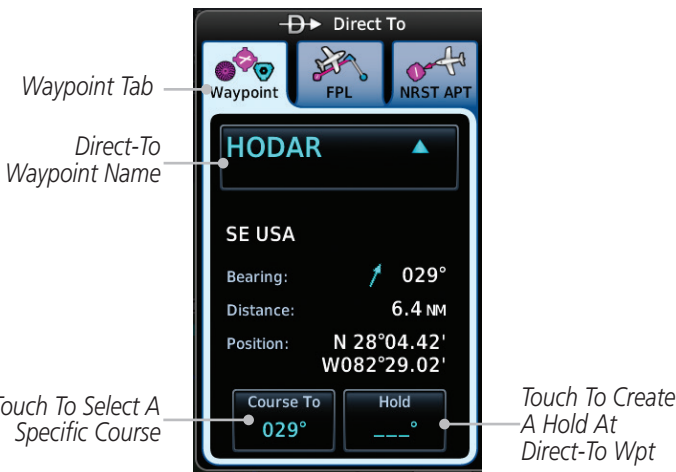 Direct To
Waypoint
FPL
NRST APT
Waypoint Tab
Direct-To
Waypoint Name
HODAR
SE USA
Bearing: 029°
Distance: 6.4 NM
Position: N 28°04.42'
W082°29.02'
Touch To Select A
Specific Course
Course To
029°
Hold
___°
Touch To Create
A Hold At
Direct-To Wpt